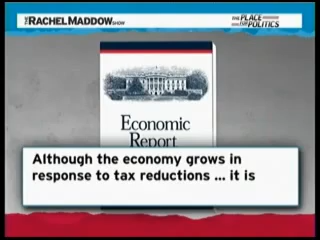 THE RACHEL MADDOW SHOW
THE PLACE
FOR POLITICS
Economic
Report
Although the economy grows in
response to tax reductions ... it is